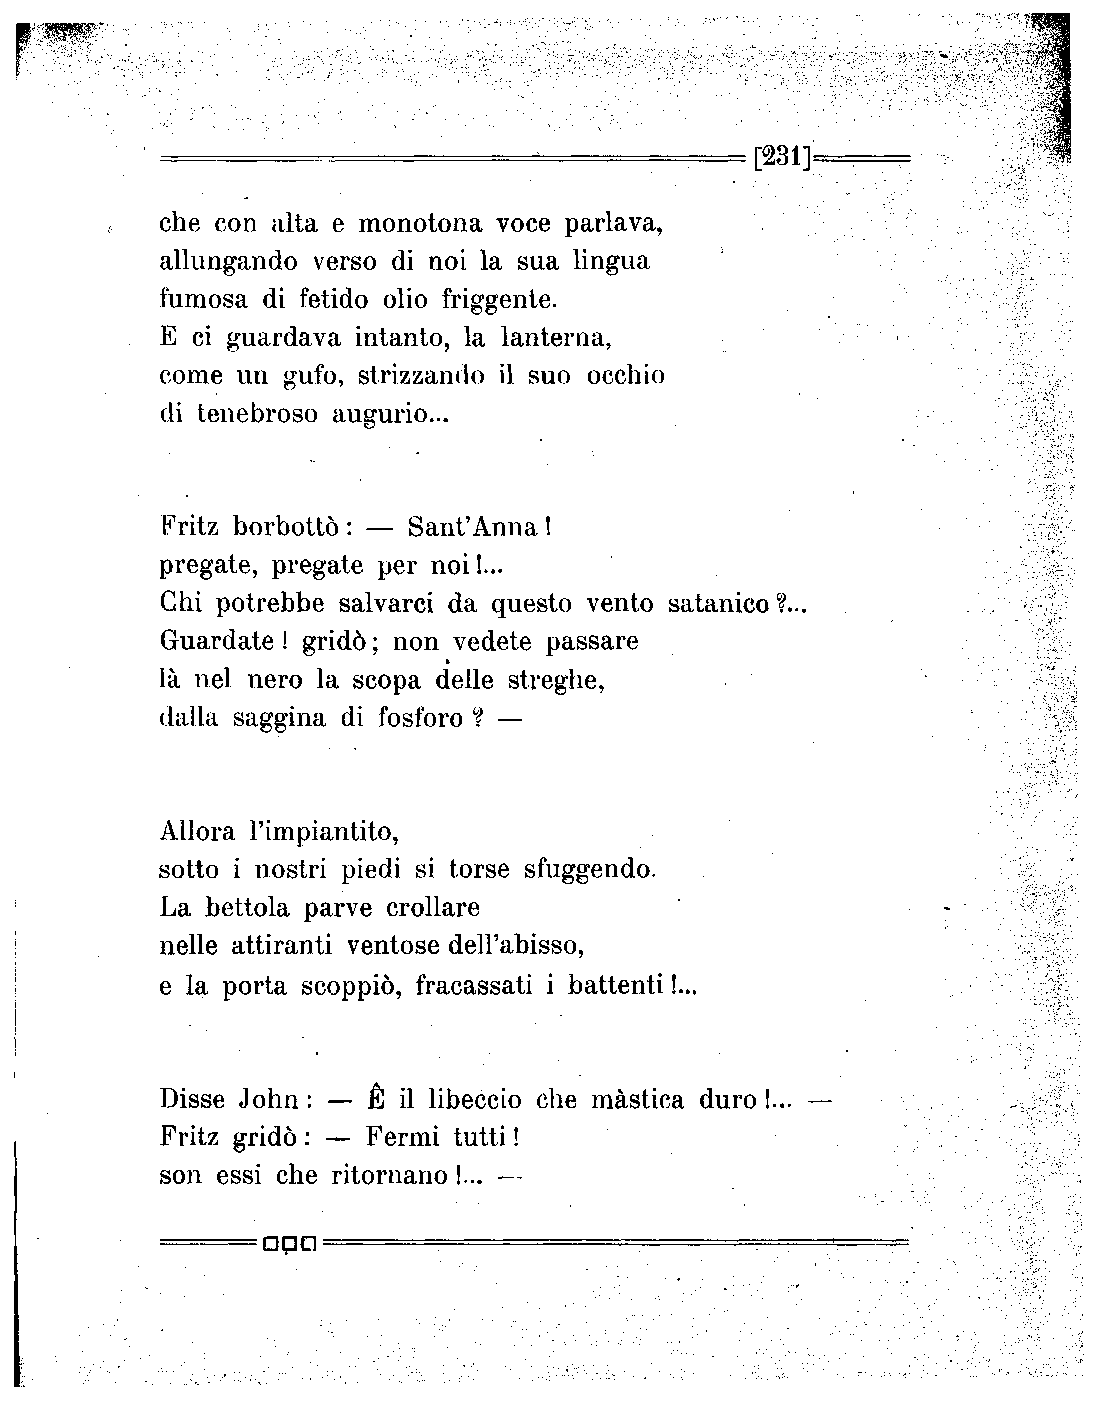 [231]
che con alta e monotona voce parlava,
allungando verso di noi la sua lingua
fumosa di fetido olio friggente.
E ci guardava intanto, la lanterna,
come un gufo, strizzando il suo occhio
di tenebroso augurio...
Fritz borbottò: — Sant'Anna!
pregate, pregate per noi!...
Chi potrebbe salvarci da questo vento satanico?...
Guardate! gridò; non vedete passare
là nel nero la scopa delle streghe,
dalla saggina di fosforo? —
Allora l'impiantito,
sotto i nostri piedi si torse sfuggendo.
La bettola parve crollare
nelle attiranti ventose dell'abisso,
e la porta scoppiò, fracassati i battenti!...
Disse John: — Ê il libeccio che màstica duro!... —
Fritz gridò: — Fermi tutti!
son essi che ritornano!... —